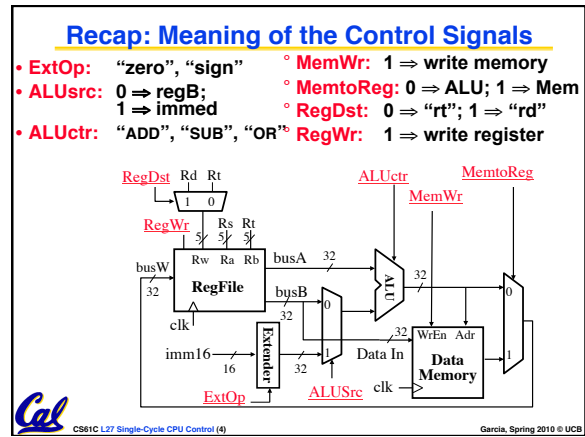 Recap: Meaning of the Control Signals
• ExtOp: “zero”, “sign”
• ALUsrc: 0 ⇒ regB;
1 ⇒ immed
• ALUctr: “ADD”, “SUB”, “OR”
° MemWr: 1 ⇒ write memory
° MemtoReg: 0 ⇒ ALU; 1 ⇒ Mem
° RegDst: 0 ⇒ “rt”; 1 ⇒ “rd”
° RegWr: 1 ⇒ write register
RegDst Rd Rt
1 0
ALUctr
MemtoReg
MemWr
RegWr Rs Rt
5 5 5
Rw Ra Rb
busW
32
RegFile
busA 32
busB
32
clk
ALU
32
0
1
0
1
imm16
16
Extender
32
ExtOp
ALUSrc
32
Data In
WrEn Adr
Data
Memory
clk
Cal
CS61C L27 Single-Cycle CPU Control (4)
Garcia, Spring 2010 © UCB